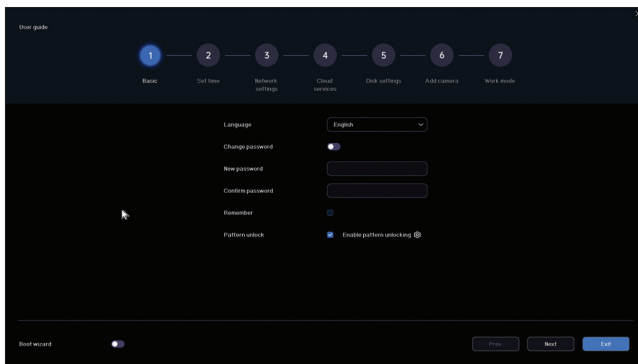 User guide
1
2
3
4
5
6
7
Basic
Set time
Network settings
Cloud services
Disk settings
Add camera
Work mode
Language
English
Change password
New password
Confirm password
Remember
Pattern unlock
Enable pattern unlocking
Boot wizard
Prev
Next
Exit